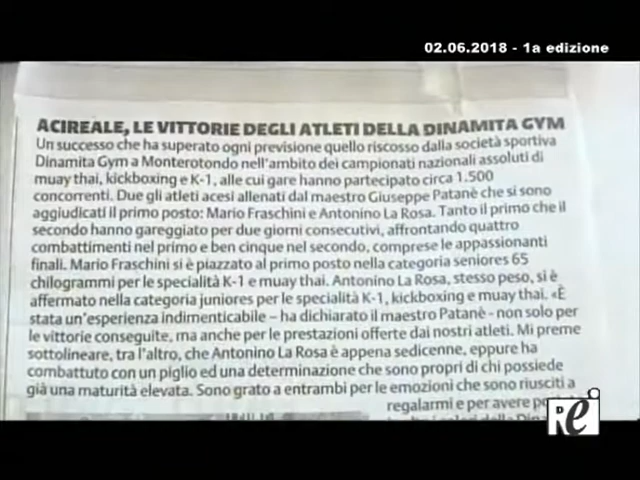 02.06.2018 - 1a edizione
ACIREALE, LE VITTORIE DEGLI ATLETI DELLA DINAMITA GYM
Un successo che ha superato ogni previsione quello riscosso dalla società sportiva
Dinamita Gym a Monterotondo nell'ambito dei campionati nazionali assoluti di
muay thai, kickboxing e K-1, alle cui gare hanno partecipato circa 1.500
concorrenti. Due gli atleti acesi allenati dal maestro Giuseppe Patanè che si sono
aggiudicati il primo posto: Mario Fraschini e Antonino La Rosa. Tanto il primo che il
secondo hanno gareggiato per due giorni consecutivi, affrontando quattro
combattimenti nel primo e ben cinque nel secondo, comprese le appassionanti
finali. Mario Fraschini si è piazzato al primo posto nella categoria seniores 65
chilogrammi per le specialità K-1 e muay thai. Antonino La Rosa, stesso peso, si è
affermato nella categoria juniores per le specialità K-1, kickboxing e muay thai. «È
stata un'esperienza indimenticabile – ha dichiarato il maestro Patanè - non solo per
le vittorie conseguite, ma anche per le prestazioni offerte dai nostri atleti. Mi preme
sottolineare, tra l'altro, che Antonino La Rosa è appena sedicenne, eppure ha
combattuto con un piglio ed una determinazione che sono propri di chi possiede
già una maturità elevata. Sono grato a entrambi per le emozioni che sono riusciti a
regalarmi e per avere
REI